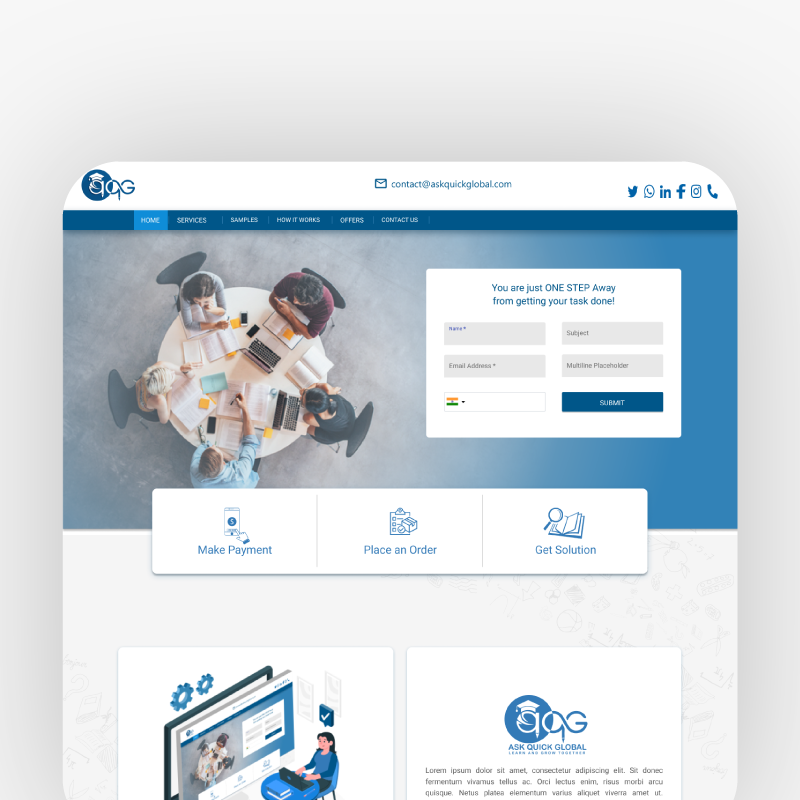 aqG
contact@askquickglobal.com
HOME
SERVICES
SAMPLES
HOW IT WORKS
OFFERS
CONTACT US
You are just ONE STEP Away
from getting your task done!
Name *
Subject
Email Address *
Multiline Placeholder
SUBMIT
$
Make Payment
Place an Order
Get Solution
aqG
ASK QUICK GLOBAL
LEARN AND GROW TOGETHER
Lorem ipsum dolor sit amet, consectetur adipiscing elit. Sit donec
fermentum vivamus tellus ac. Orci lectus enim, risus morbi arcu
quisque. Netus platea elementum varius aliquet viverra amet ut.